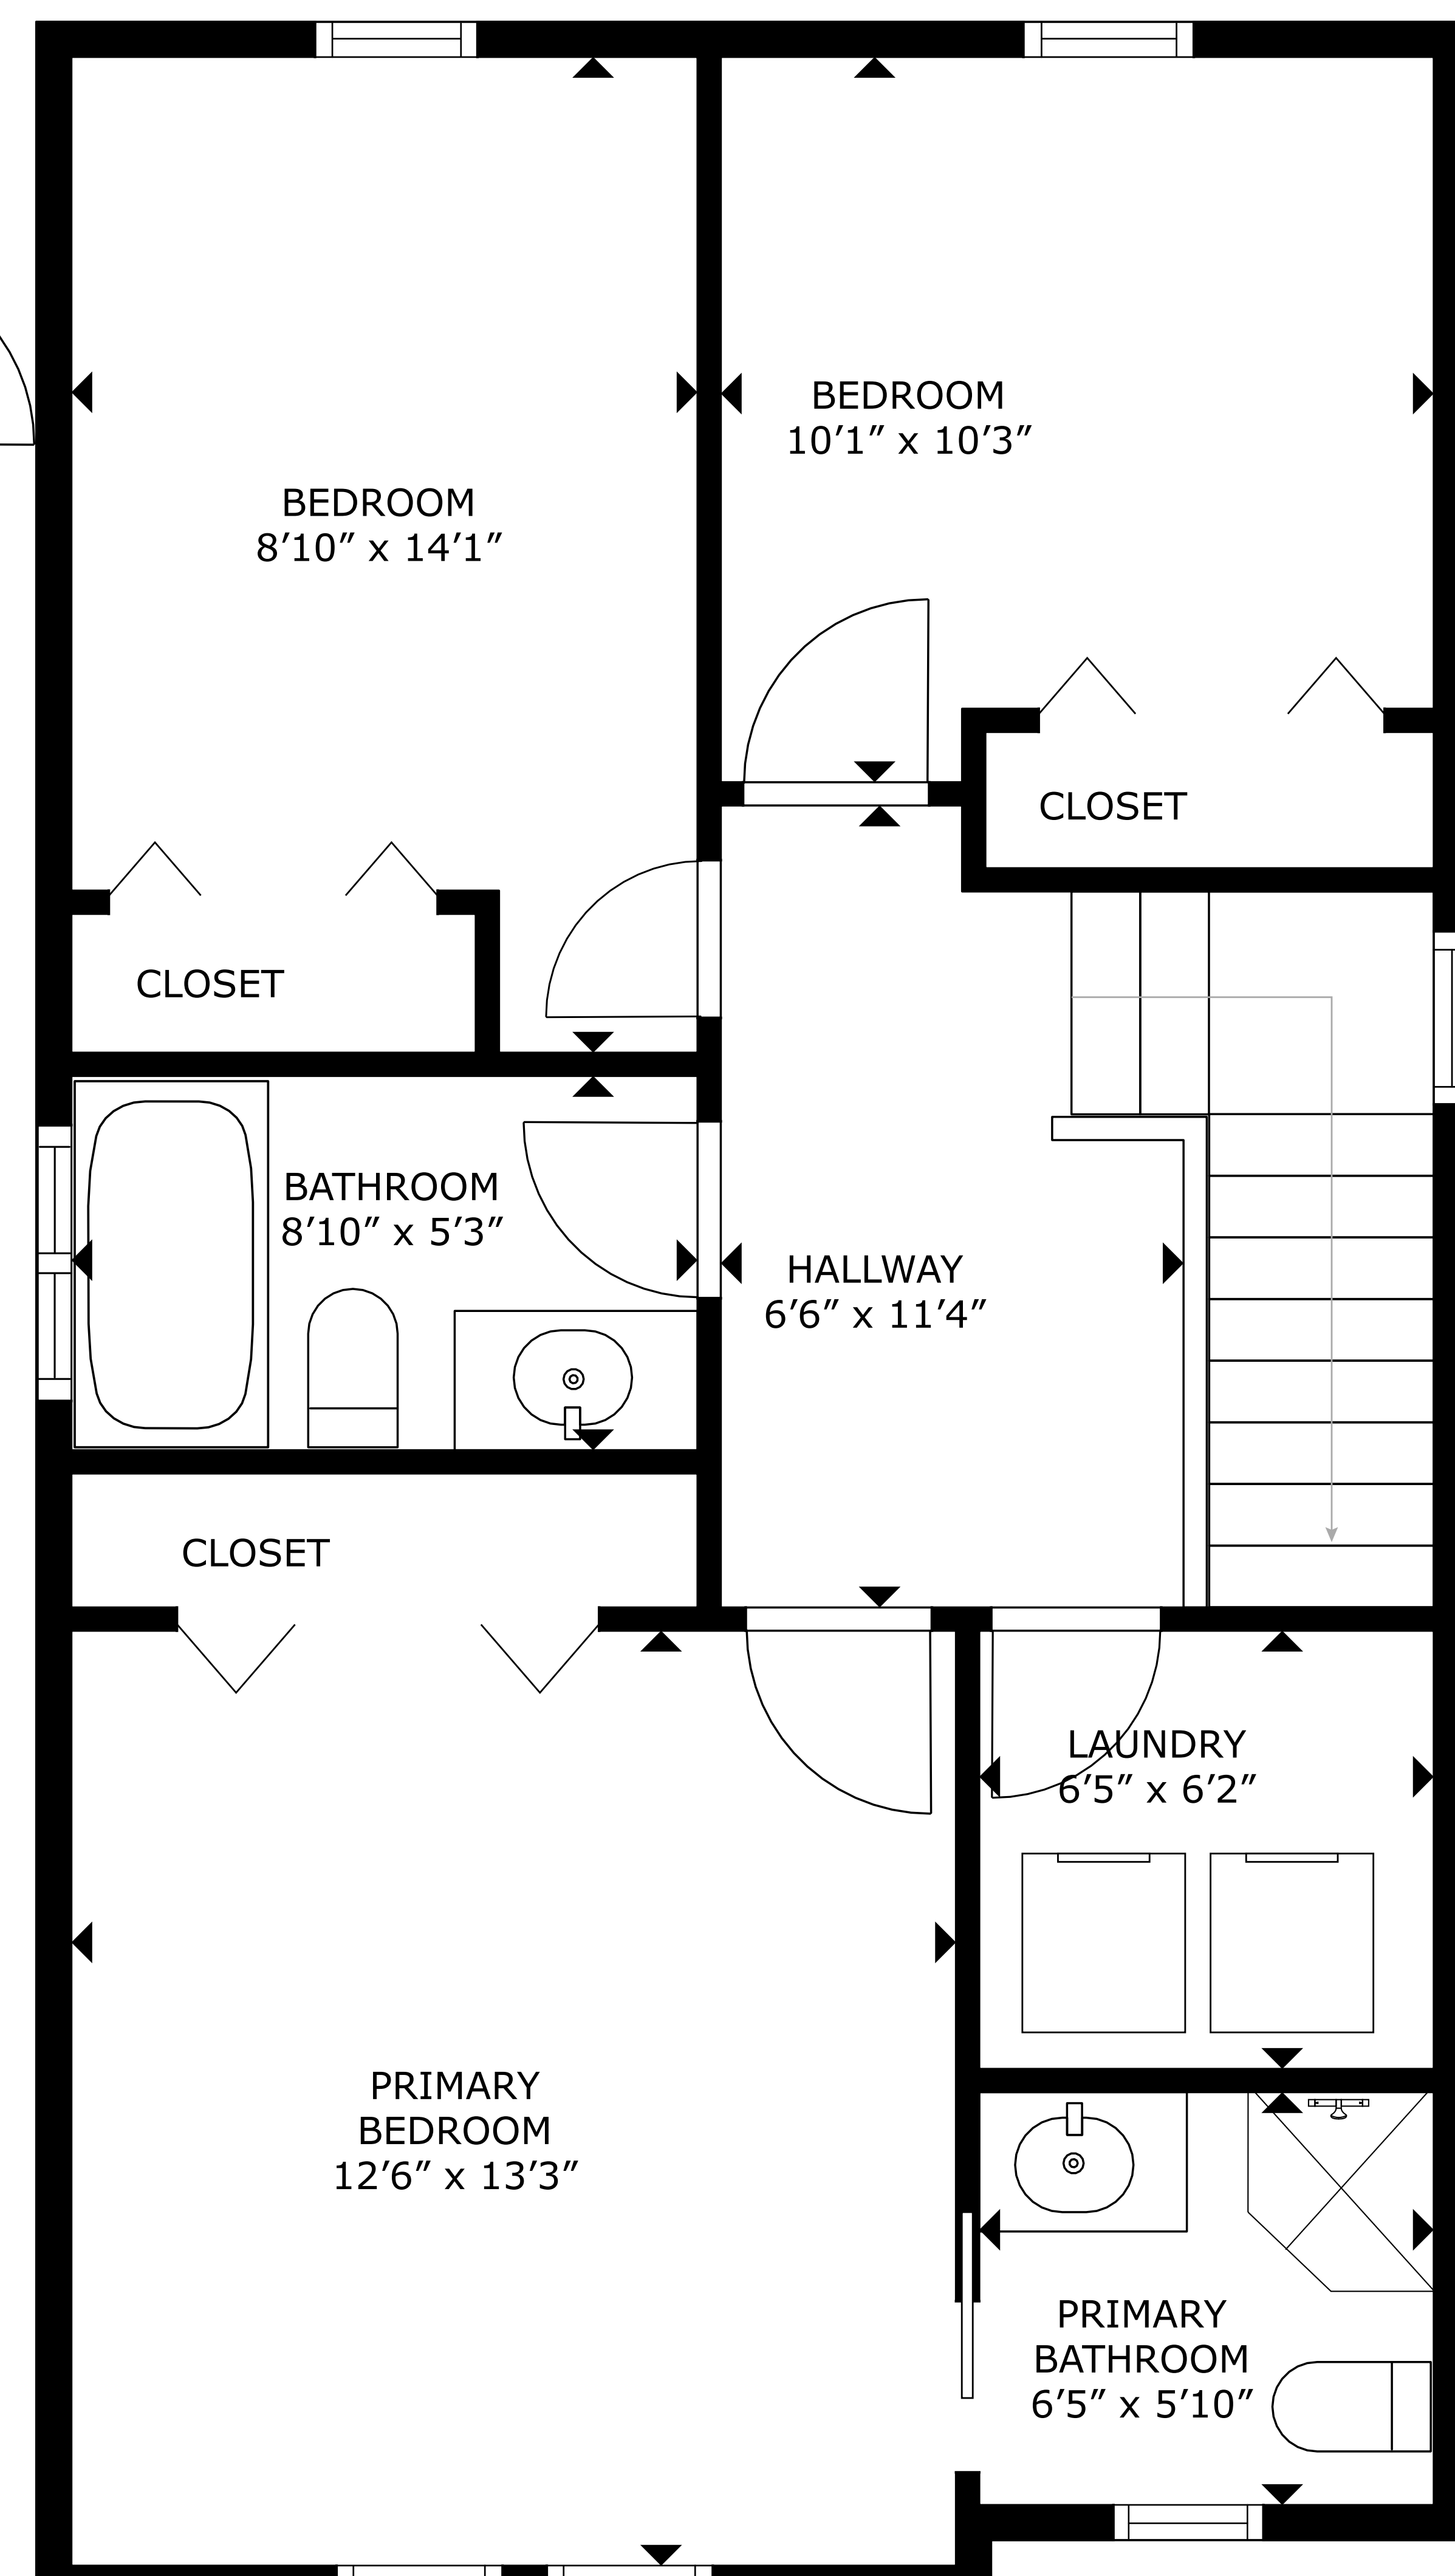 BEDROOM
10′1″ x 10′3″
BEDROOM
8′10″ x 14′1″
CLOSET
CLOSET
BATHROOM
8′10″ x 5′3″
HALLWAY
6′6″ x 11′4″
CLOSET
LAUNDRY
6′5″ x 6′2″
PRIMARY
BEDROOM
12′6″ x 13′3″
PRIMARY
BATHROOM
6′5″ x 5′10″